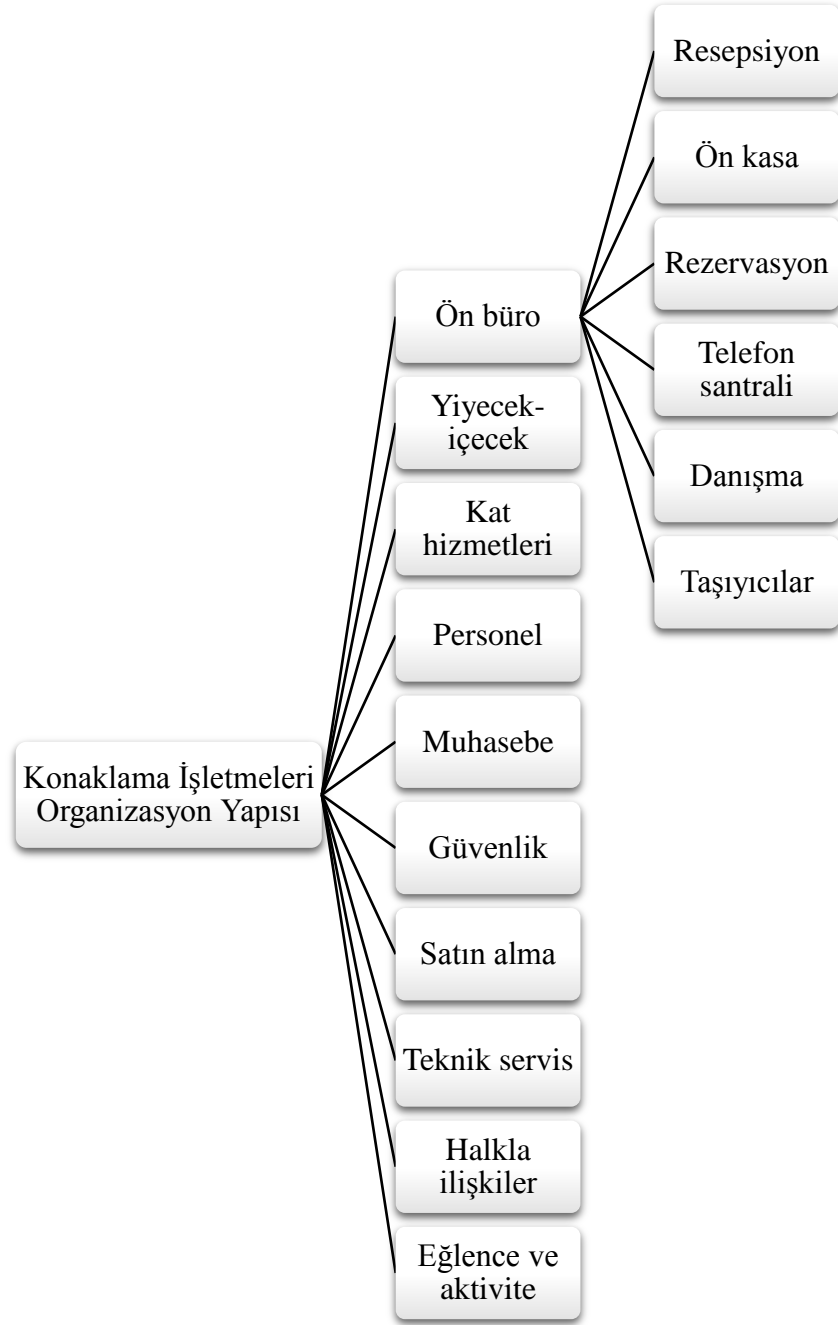 Resepsiyon
Ön kasa
Rezervasyon
Ön büro
Telefon
santrali
Yiyecek-
içecek
Danışma
Kat
hizmetleri
Taşıyıcılar
Personel
Muhasebe
Konaklama İşletmeleri
Organizasyon Yapısı
Güvenlik
Satın alma
Teknik servis
Halkla
ilişkiler
Eğlence ve
aktivite